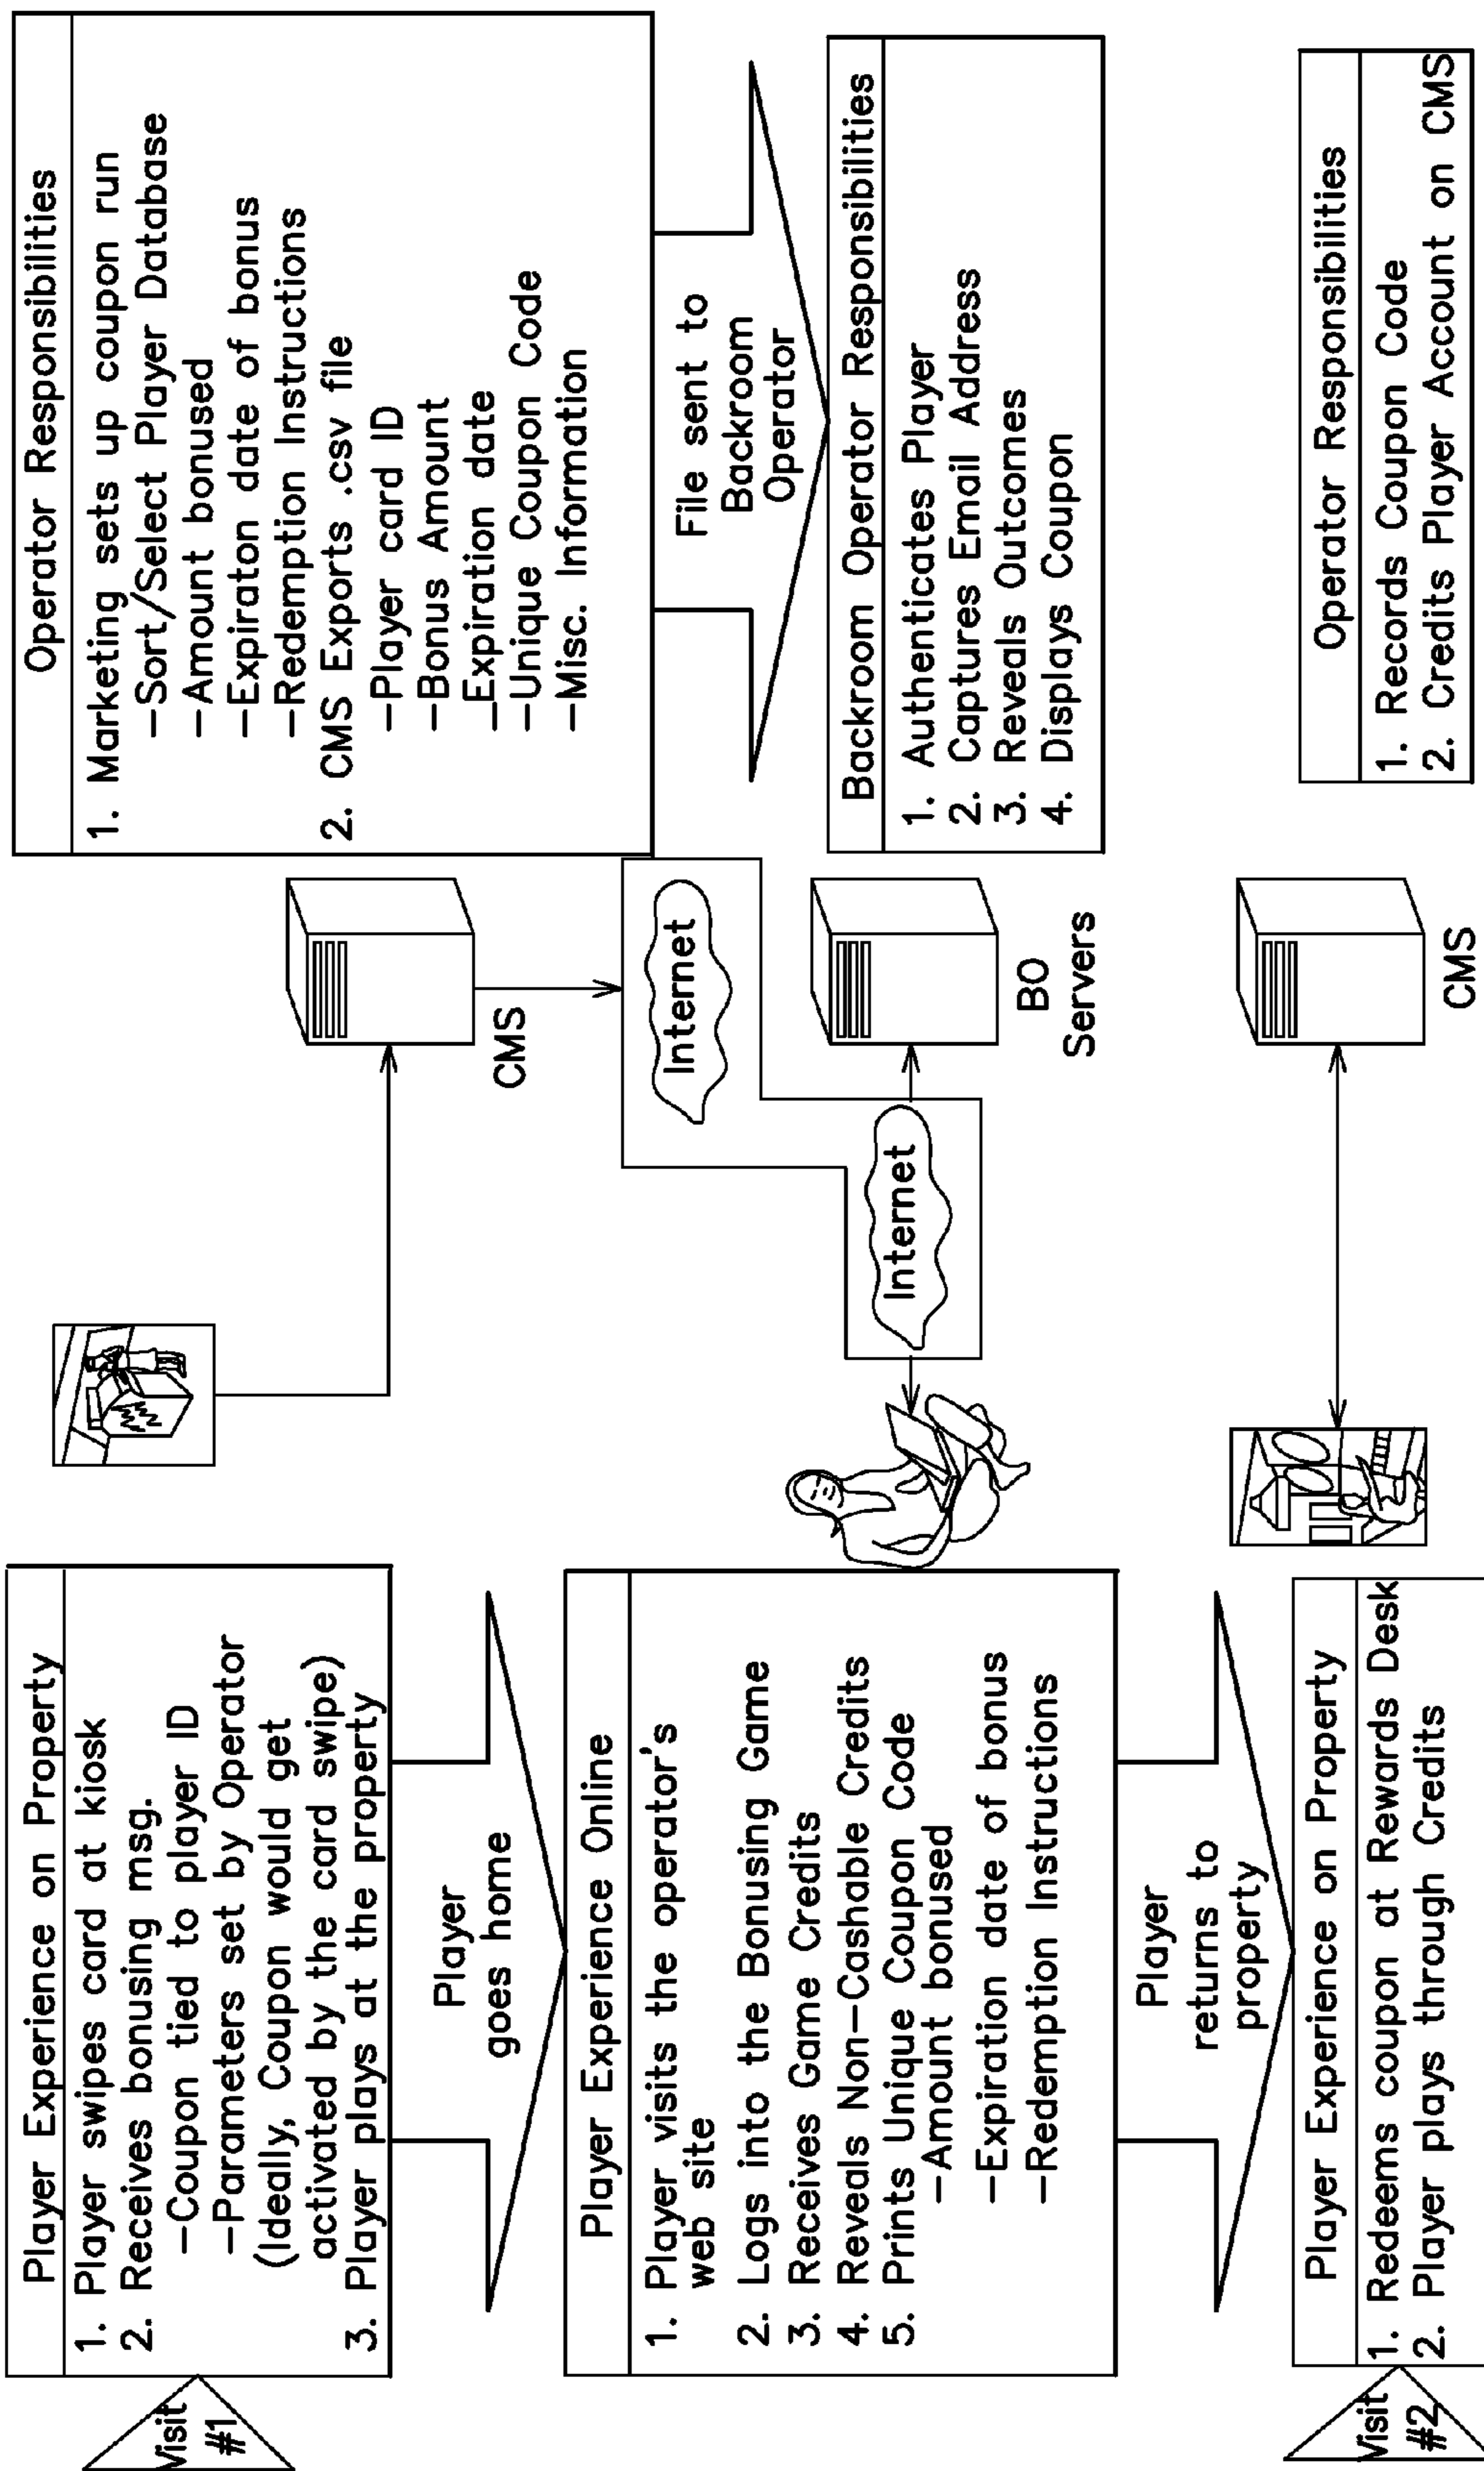 Visit
#1
Player Experience on Property
1. Player swipes card at kiosk
2. Receives bonusing msg.
–Coupon tied to player ID
–Parameters set by Operator
(Ideally, Coupon would get
activated by the card swipe)
3. Player plays at the property
CMS
Operator Responsibilities
1. Marketing sets up coupon run
–Sort/Select Player Database
–Amount bonused
–Expiraton date of bonus
–Redemption Instructions
2. CMS Exports .csv file
–Player card ID
–Bonus Amount
–Expiration date
–Unique Coupon Code
–Misc. Information
Player
goes home
Internet
File sent to
Backroom
Operator
Player Experience Online
1. Player visits the operator's
web site
2. Logs into the Bonusing Game
3. Receives Game Credits
4. Reveals Non–Cashable Credits
5. Prints Unique Coupon Code
–Amount bonused
–Expiration date of bonus
–Redemption Instructions
Internet
BO
Servers
Backroom Operator Responsibilities
1. Authenticates Player
2. Captures Email Address
3. Reveals Outcomes
4. Displays Coupon
Player
returns to
property
Visit
#2
Player Experience on Property
1. Redeems coupon at Rewards Desk
2. Player plays through Credits
CMS
Operator Responsibilities
1. Records Coupon Code
2. Credits Player Account on CMS